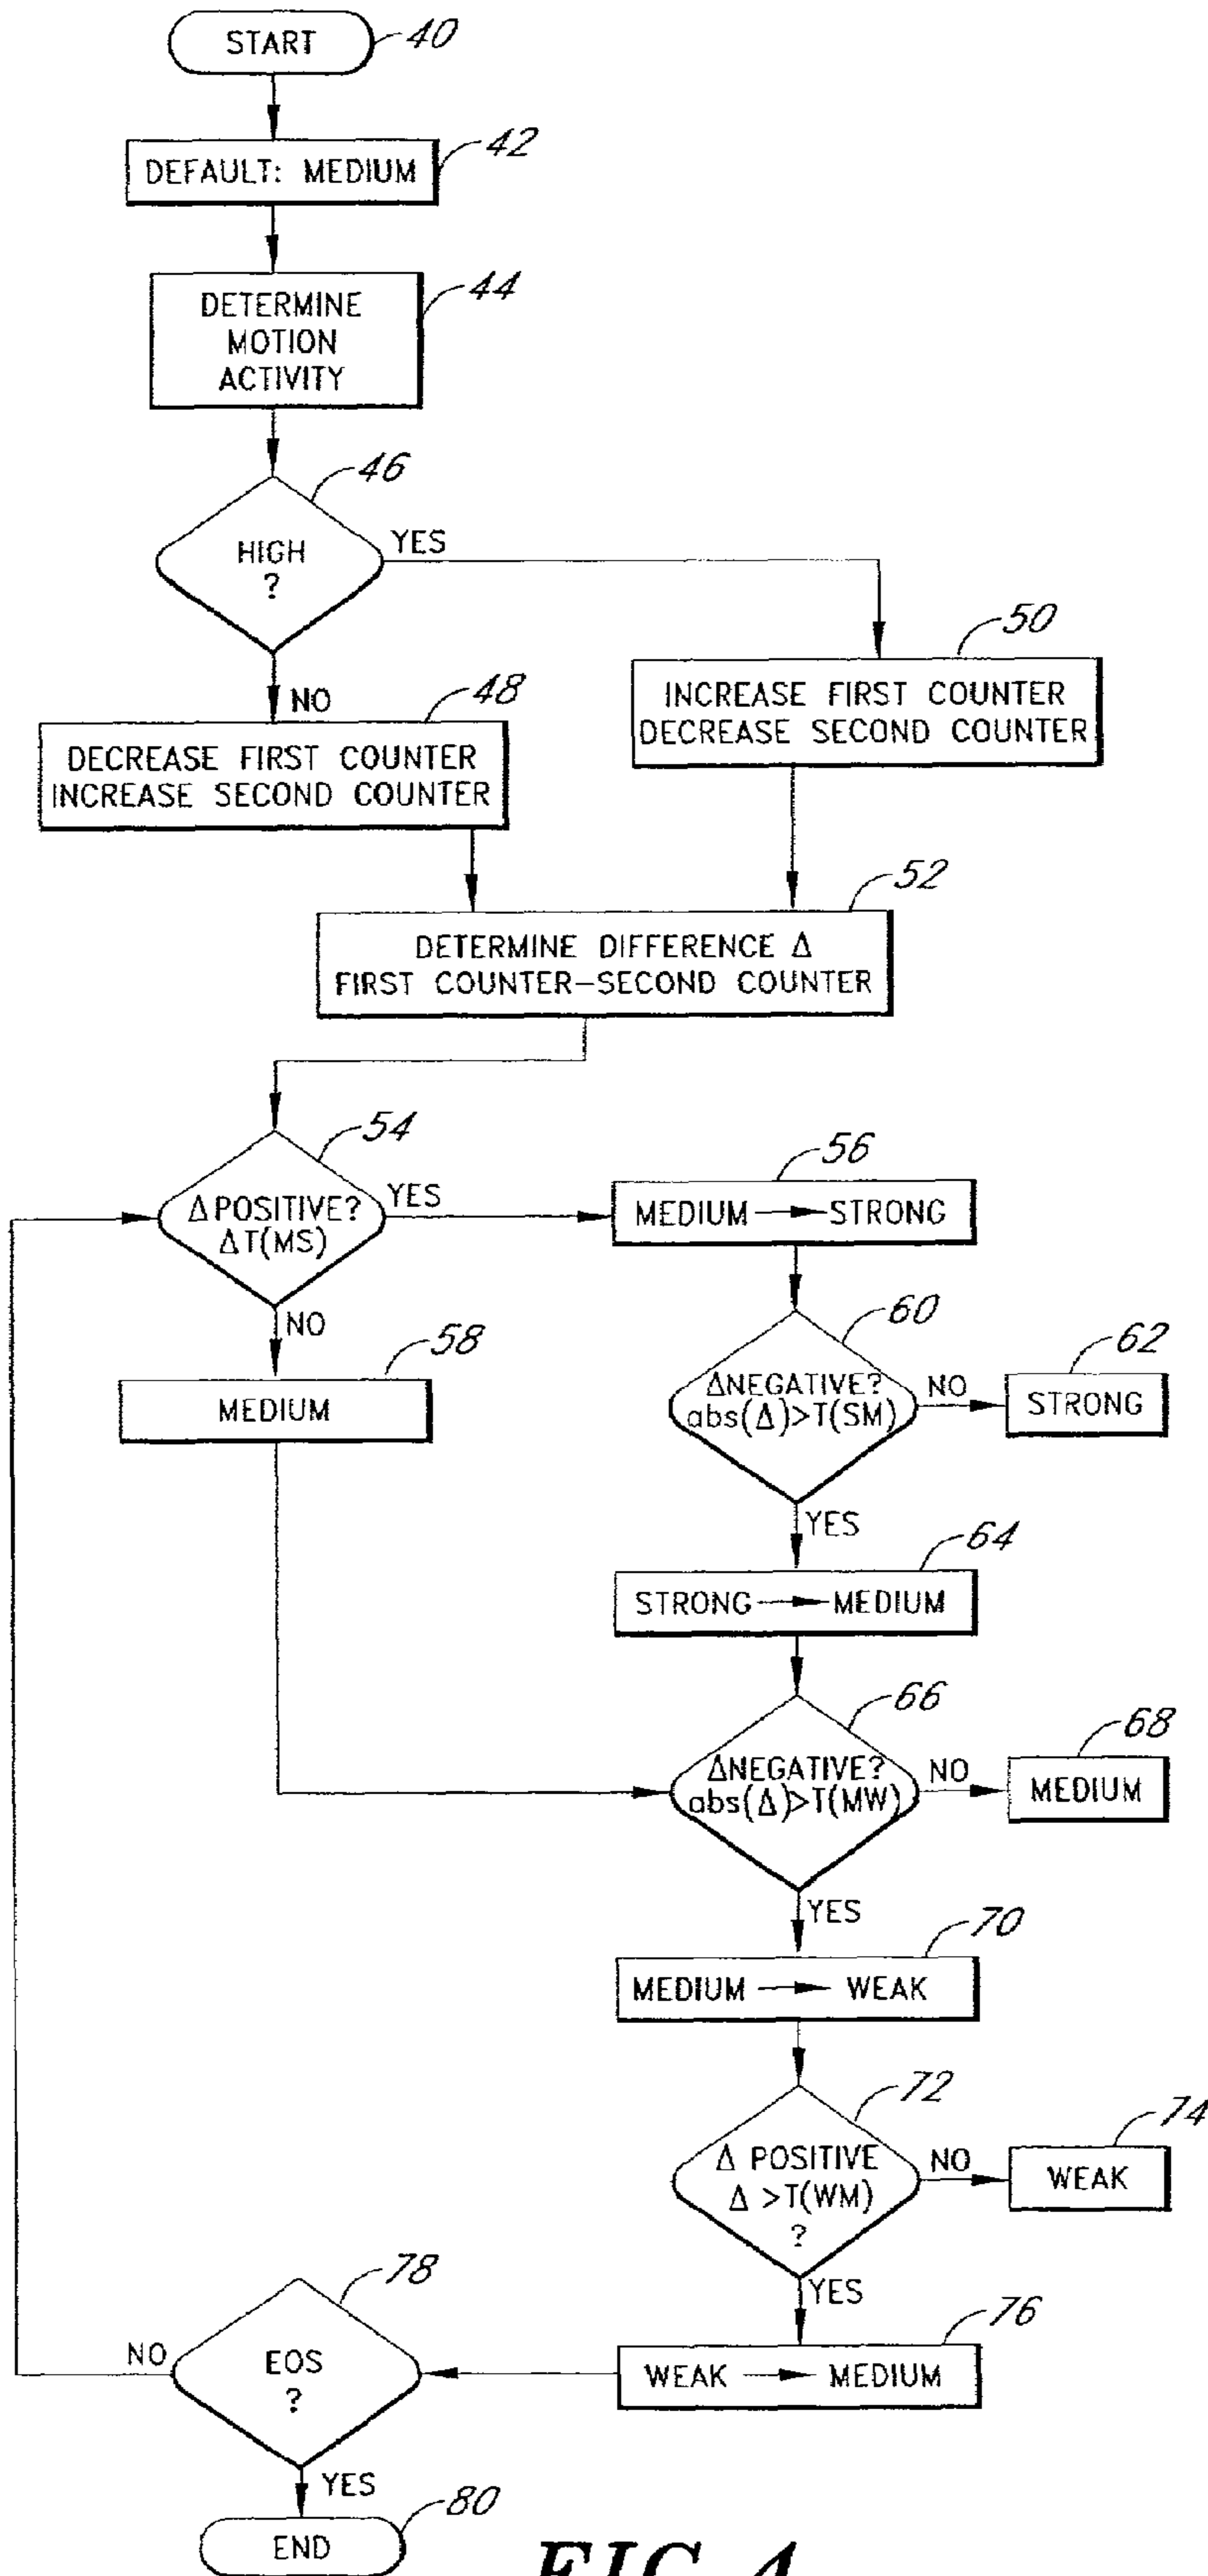 START
40
DEFAULT: MEDIUM
42
DETERMINE
MOTION
ACTIVITY
44
HIGH
?
46
YES
NO
48
DECREASE FIRST COUNTER
INCREASE SECOND COUNTER
50
INCREASE FIRST COUNTER
DECREASE SECOND COUNTER
52
DETERMINE DIFFERENCE Δ
FIRST COUNTER-SECOND COUNTER
54
Δ POSITIVE?
ΔT(MS)
YES
NO
56
MEDIUM → STRONG
58
MEDIUM
60
ΔNEGATIVE?
abs(Δ)>T(SM)
NO
62
STRONG
YES
64
STRONG → MEDIUM
66
ΔNEGATIVE?
abs(Δ)>T(MW)
NO
68
MEDIUM
YES
70
MEDIUM → WEAK
72
Δ POSITIVE
Δ >T(WM)
?
NO
74
WEAK
YES
76
WEAK → MEDIUM
78
EOS
?
NO
YES
80
END
FIG.4